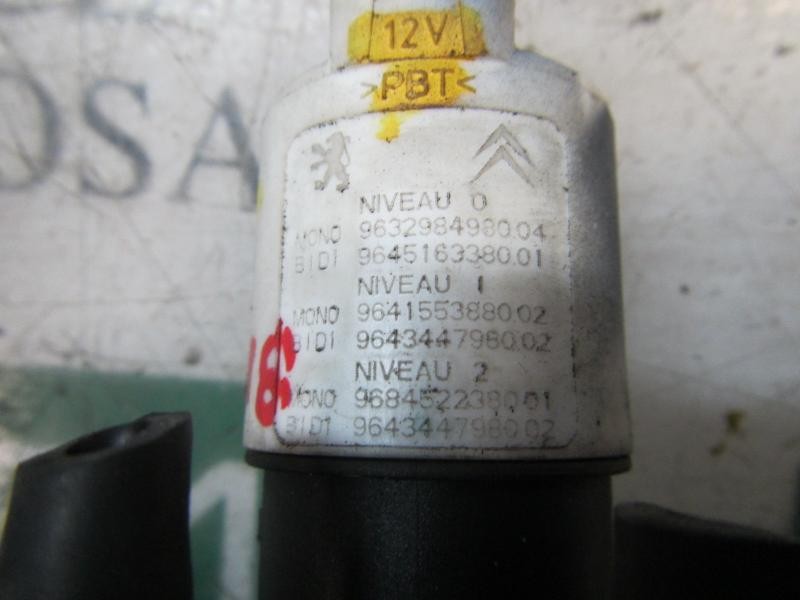 12V
>PBT<
NIVEAU 0
MONO 9632984980.04
BIDI 9645163380.01
NIVEAU 1
MONO 9641553880.02
BIDI 9643447980.02
NIVEAU 2
MONO 9684522380.01
BIDI 9643447980.02
OSA